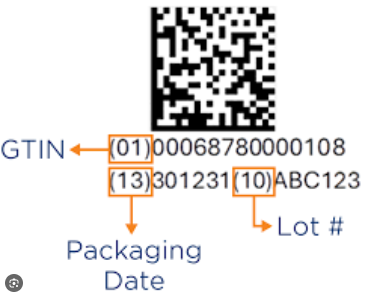 GTIN
(01)00068780000108
(13)301231(10)ABC123
Lot #
Packaging
Date